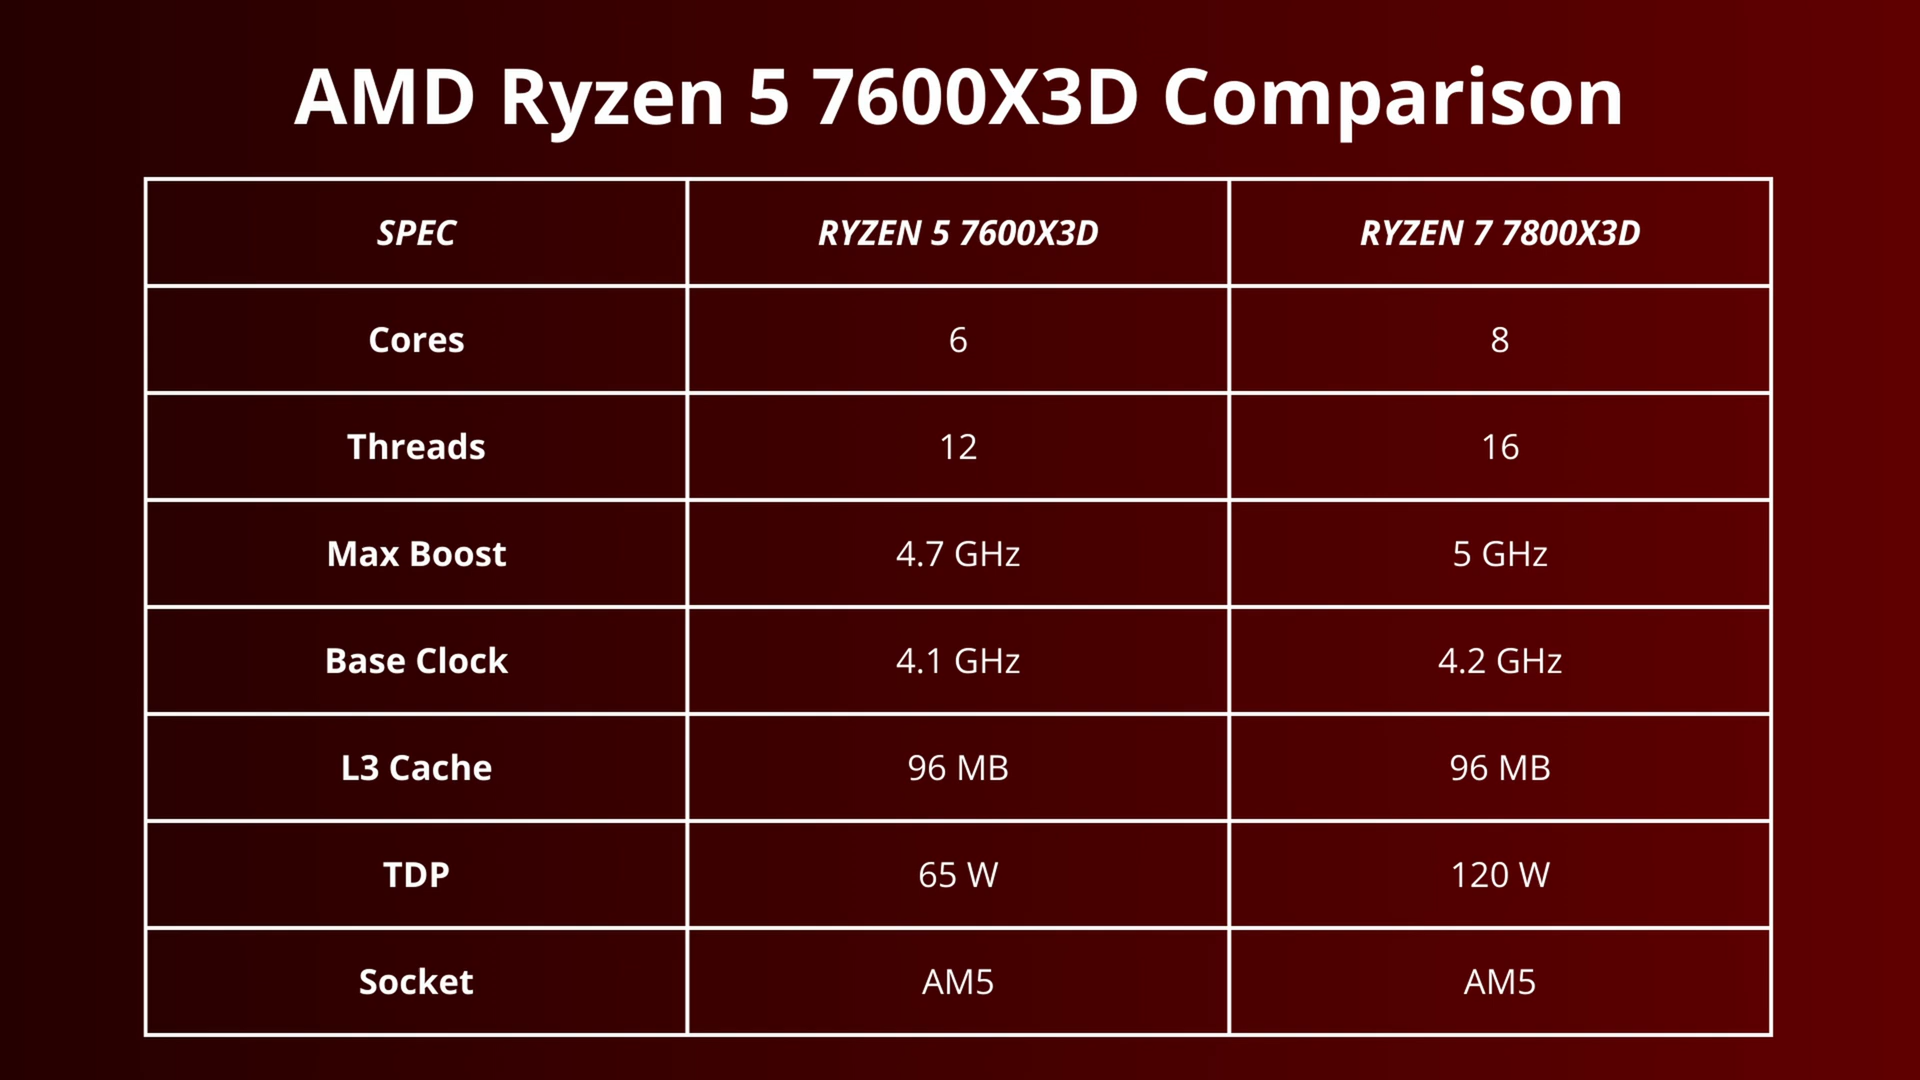 AMD Ryzen 5 7600X3D Comparison
SPEC RYZEN 5 7600X3D RYZEN 7 7800X3D
Cores 6 8
Threads 12 16
Max Boost 4.7 GHz 5 GHz
Base Clock 4.1 GHz 4.2 GHz
L3 Cache 96 MB 96 MB
TDP 65 W 120 W
Socket AM5 AM5